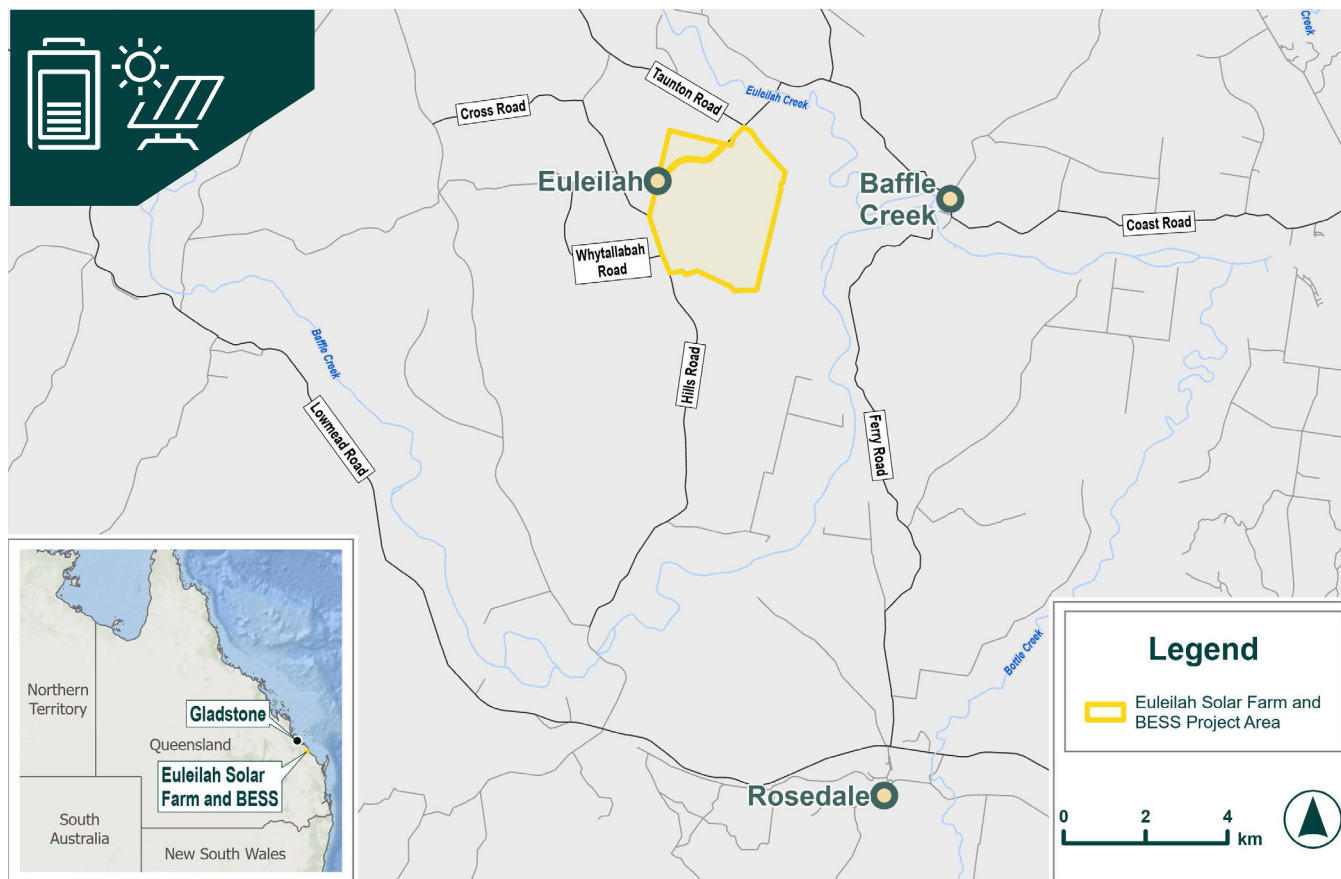 Creek
Taunton Road
Euleilah Creek
Cross Road
Euleilah
Baffle
Creek
Coast Road
Whytallabah
Road
Baffle Creek
Hills Road
Lowmead Road
Ferry Road
Bottle Creek
Rosedale
Northern
Territory
Gladstone
Queensland
Euleilah Solar
Farm and BESS
South
Australia
New South Wales
Legend
Euleilah Solar Farm and
BESS Project Area
0 2 4
km